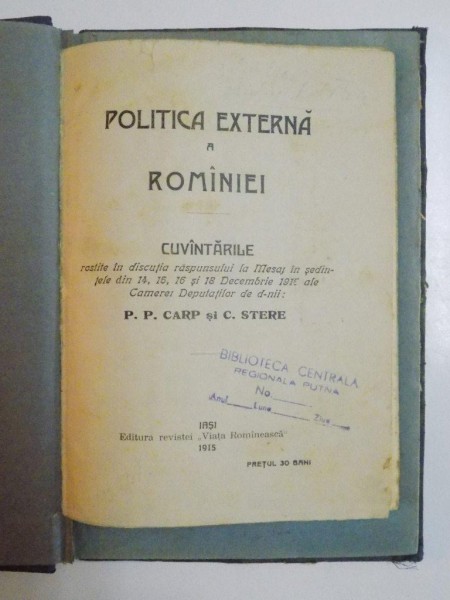 POLITICA EXTERNĂ
A
ROMÎNIEI
CUVÎNTĂRILE
rostite în discuția răspunsului la Mesaj în ședin-
țele din 14, 15, 16 și 18 Decembrie 1915 ale
Camerei Deputaților de d-nii:
P. P. CARP și C. STERE
BIBLIOTECA CENTRALA
REGIONALA PUTNA
No.
Anul Luna Ziua
IAȘI
Editura revistei „Viața Romînească"
1915
PREȚUL 30 BANI